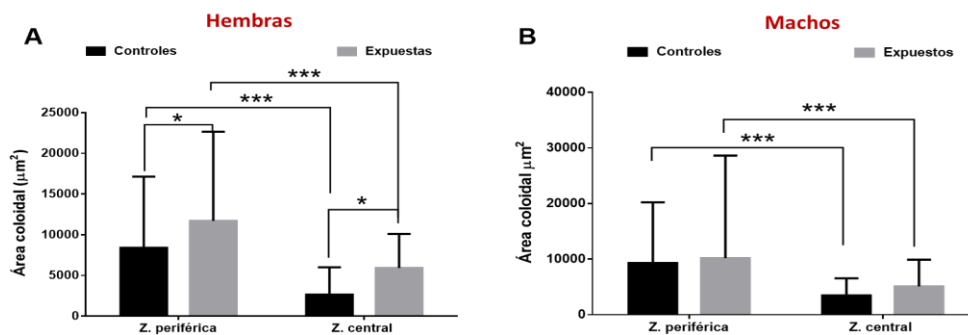 Hembras
A
Controles
Expuestas
***
***
*
*
25000
20000
15000
10000
5000
0
Área coloidal (μm²)
Z. periférica
Z. central
Machos
B
Controles
Expuestos
***
***
40000
30000
20000
10000
0
Área coloidal μm²
Z. periférica
Z. central